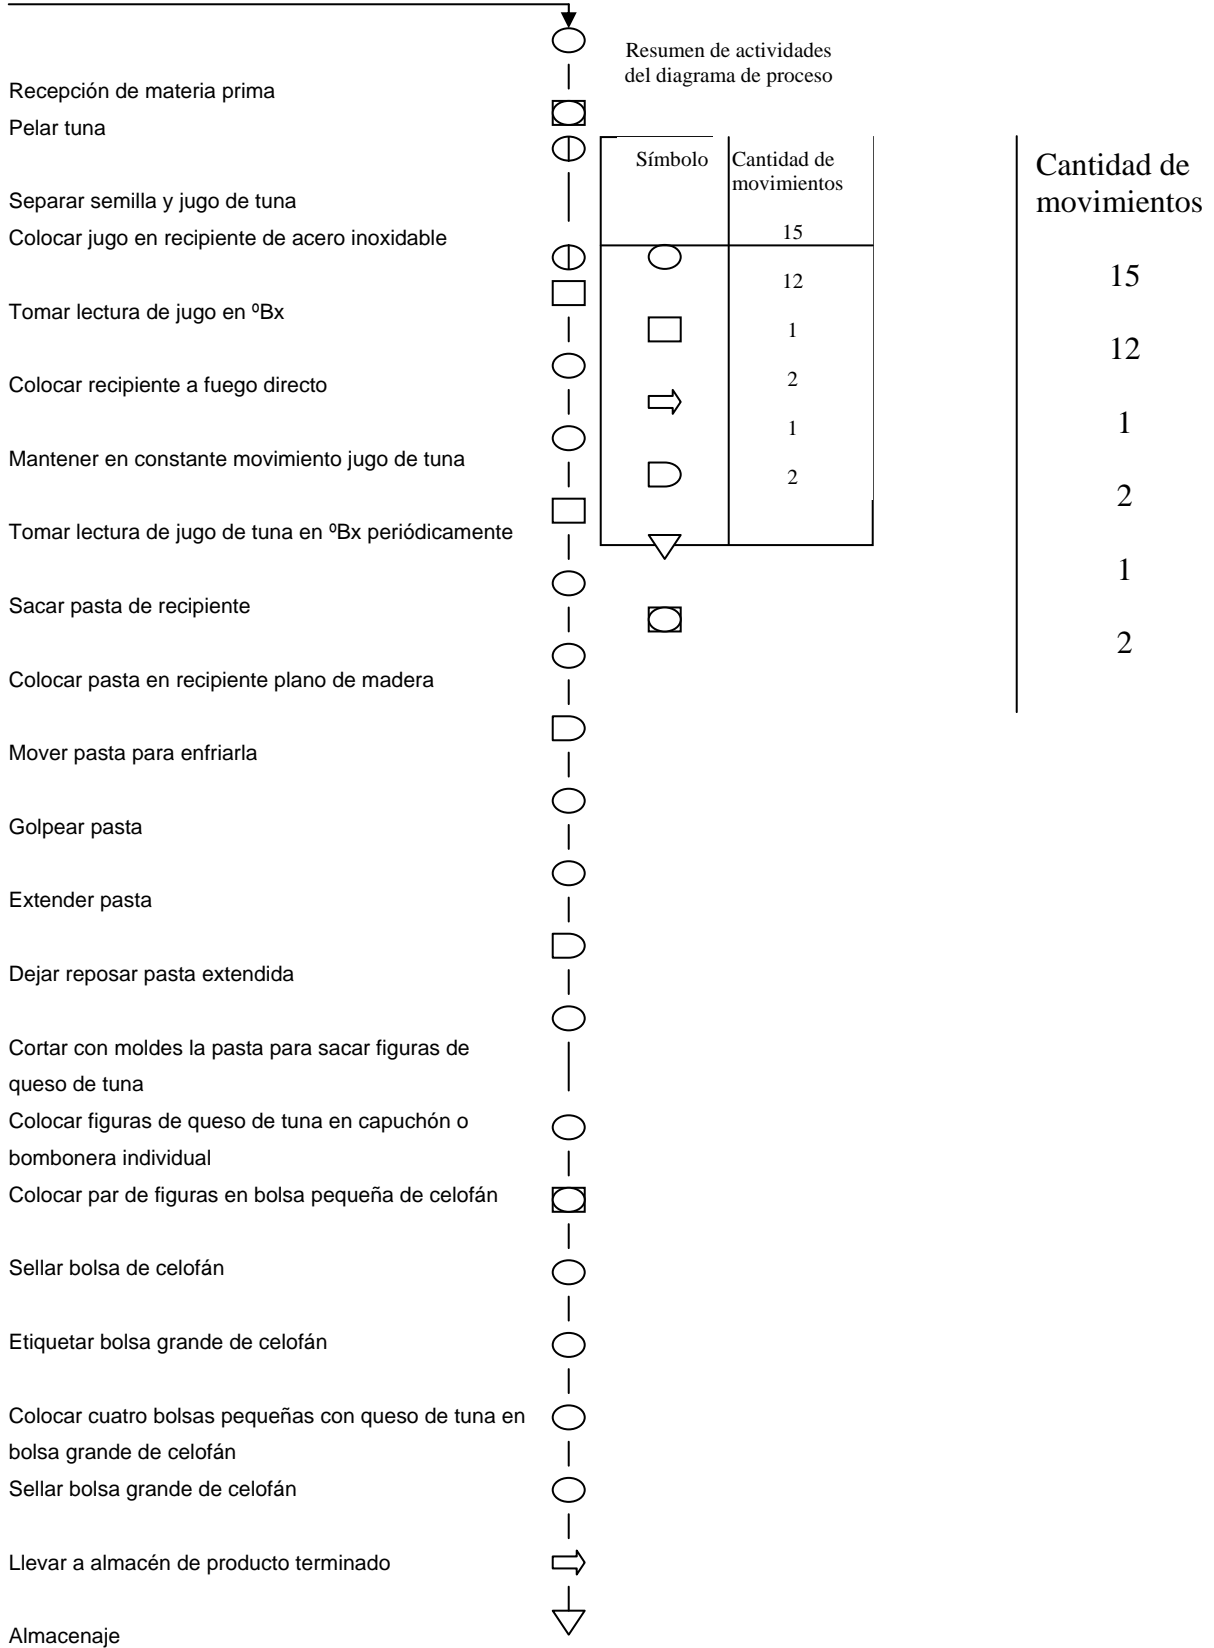 Recepción de materia prima
Pelar tuna
Separar semilla y jugo de tuna
Colocar jugo en recipiente de acero inoxidable
Tomar lectura de jugo en ºBx
Colocar recipiente a fuego directo
Mantener en constante movimiento jugo de tuna
Tomar lectura de jugo de tuna en ºBx periódicamente
Sacar pasta de recipiente
Colocar pasta en recipiente plano de madera
Mover pasta para enfriarla
Golpear pasta
Extender pasta
Dejar reposar pasta extendida
Cortar con moldes la pasta para sacar figuras de
queso de tuna
Colocar figuras de queso de tuna en capuchón o
bombonera individual
Colocar par de figuras en bolsa pequeña de celofán
Sellar bolsa de celofán
Etiquetar bolsa grande de celofán
Colocar cuatro bolsas pequeñas con queso de tuna en
bolsa grande de celofán
Sellar bolsa grande de celofán
Llevar a almacén de producto terminado
Almacenaje
Resumen de actividades
del diagrama de proceso
Símbolo
Cantidad de
movimientos
15
12
1
2
1
2
Cantidad de
movimientos
15
12
1
2
1
2